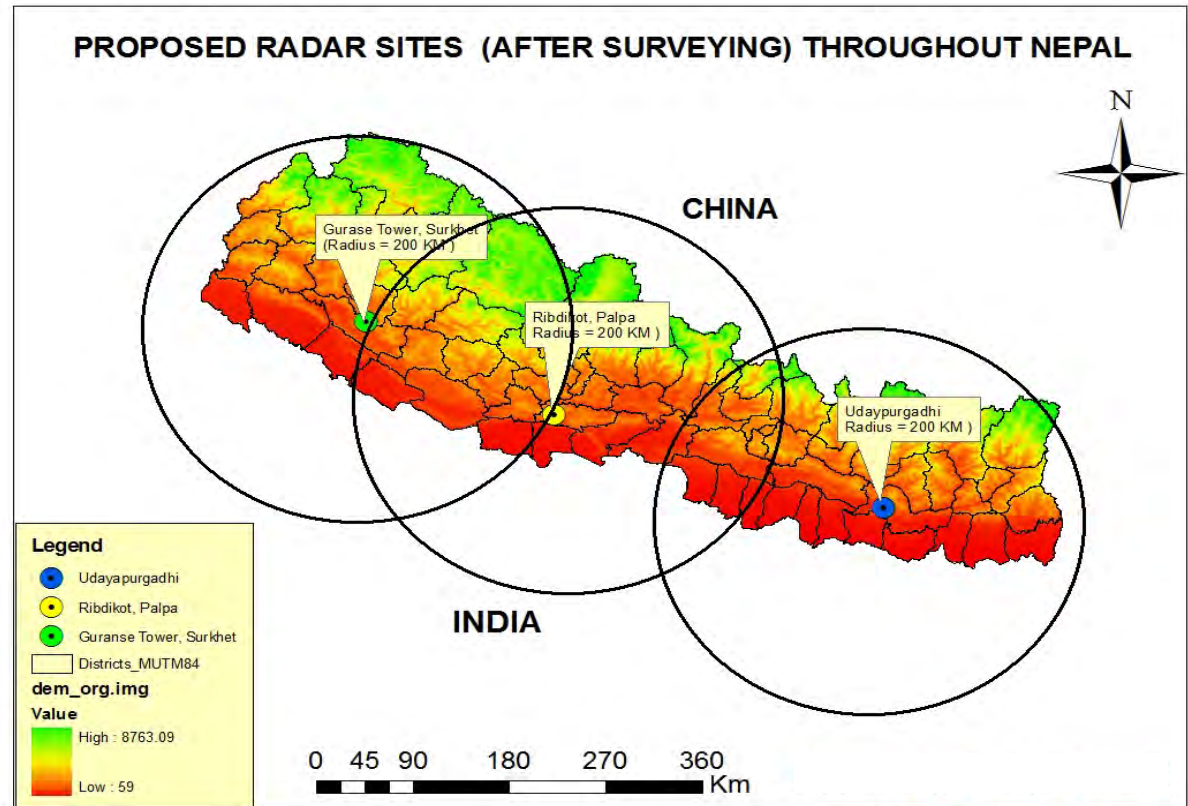 PROPOSED RADAR SITES (AFTER SURVEYING) THROUGHOUT NEPAL
N
CHINA
Gurase Tower, Surkhet
(Radius = 200 KM )
Ribdikot, Palpa
Radius = 200 KM )
Udaypurgadhi
Radius = 200 KM )
INDIA
Legend
Udayapurgadhi
Ribdikot, Palpa
Guranse Tower, Surkhet
Districts_MUTM84
dem_org.img
Value
High : 8763.09
Low : 59
0 45 90 180 270 360
Km